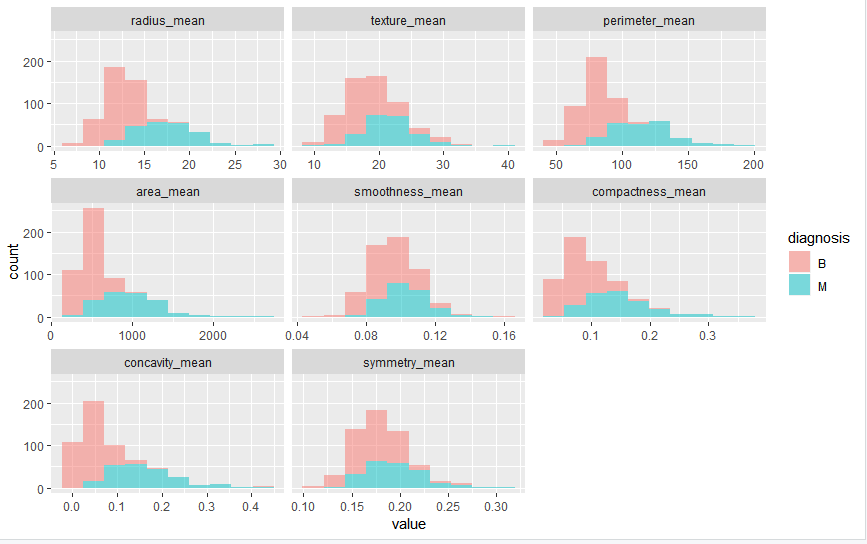 radius_mean texture_mean perimeter_mean
200
100
0
5 10 15 20 25 30 10 20 30 40 50 100 150 200
area_mean smoothness_mean compactness_mean
200
100
0
0 1000 2000 0.04 0.08 0.12 0.16 0.1 0.2 0.3
concavity_mean symmetry_mean
200
100
0
0.0 0.1 0.2 0.3 0.4 0.10 0.15 0.20 0.25 0.30
value
count
diagnosis
B
M